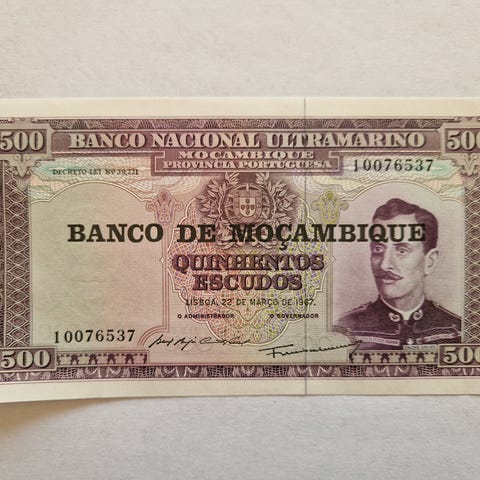 500 BANCO NACIONAL ULTRAMARINO 500
MOÇAMBIQUE
PROVINCIA PORTUGUESA
DECRETO-LEI Nº 39.221
10076537
BANCO DE MOÇAMBIQUE
QUINHENTOS
ESCUDOS
LISBOA, 22 DE MARÇO DE 1967.
O ADMINISTRADOR O GOVERNADOR
10076537
500 500